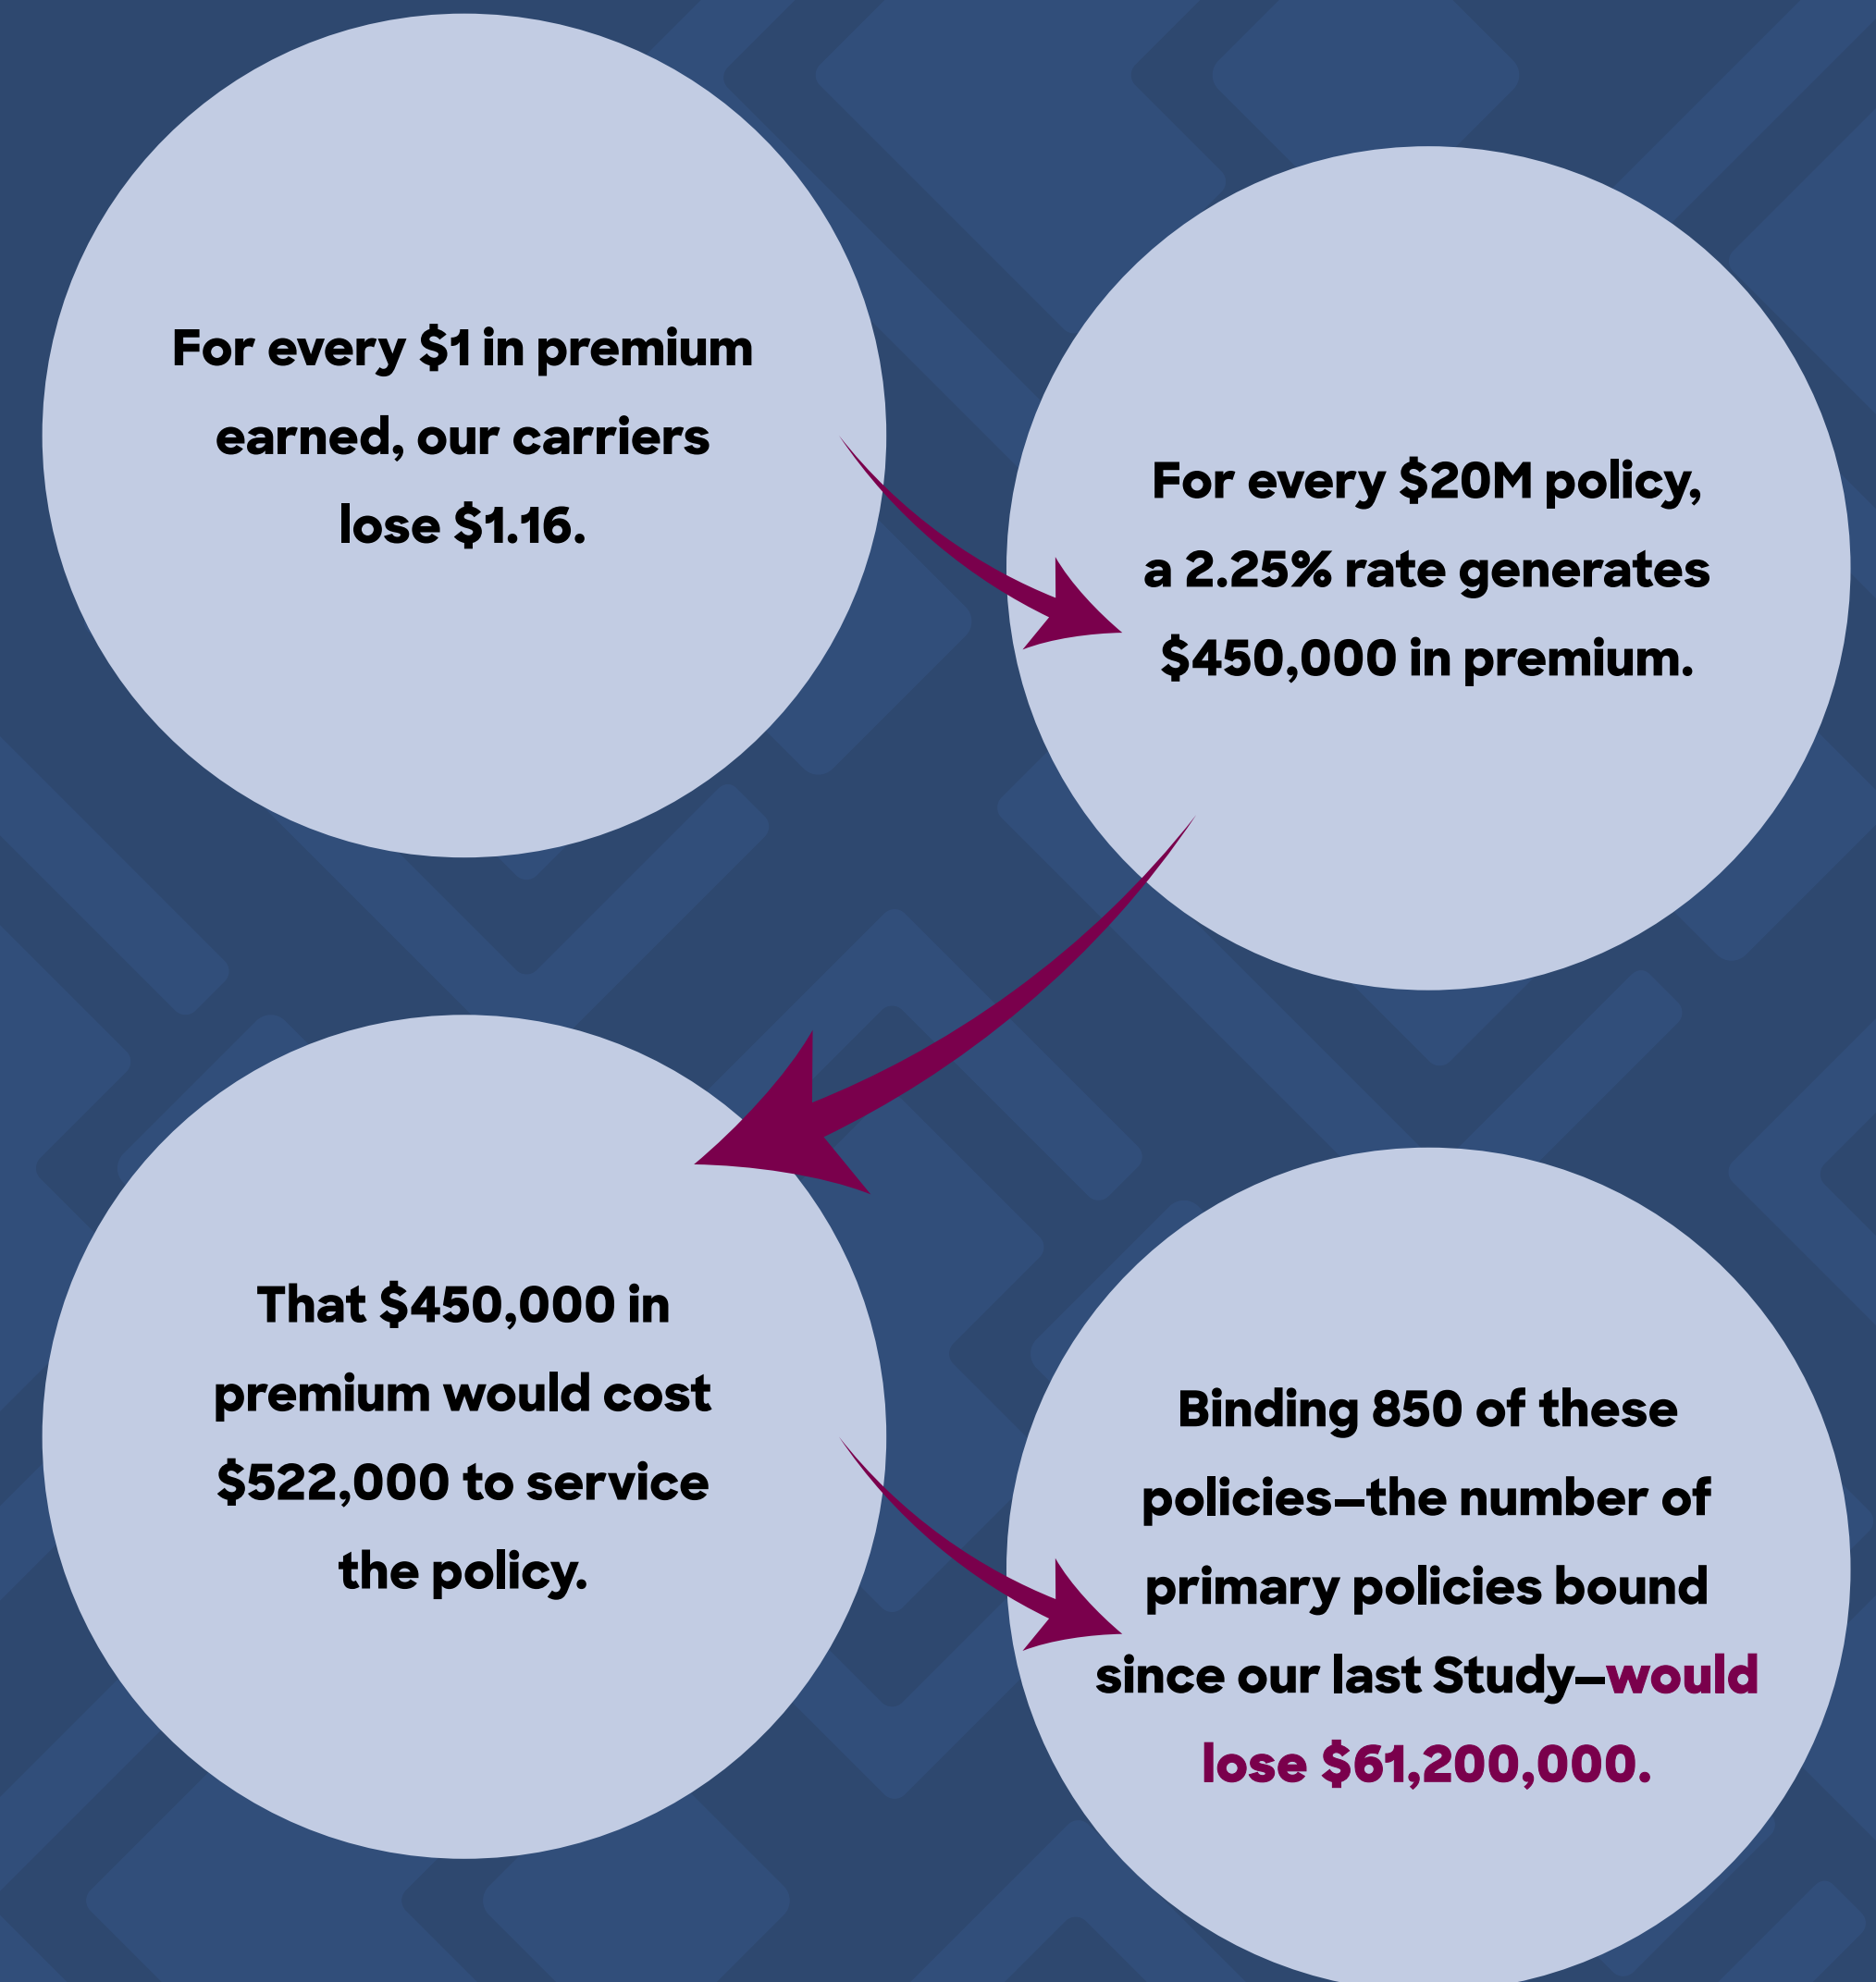 For every $1 in premium
earned, our carriers
lose $1.16.
For every $20M policy,
a 2.25% rate generates
$450,000 in premium.
That $450,000 in
premium would cost
$522,000 to service
the policy.
Binding 850 of these
policies—the number of
primary policies bound
since our last Study—would
lose $61,200,000.